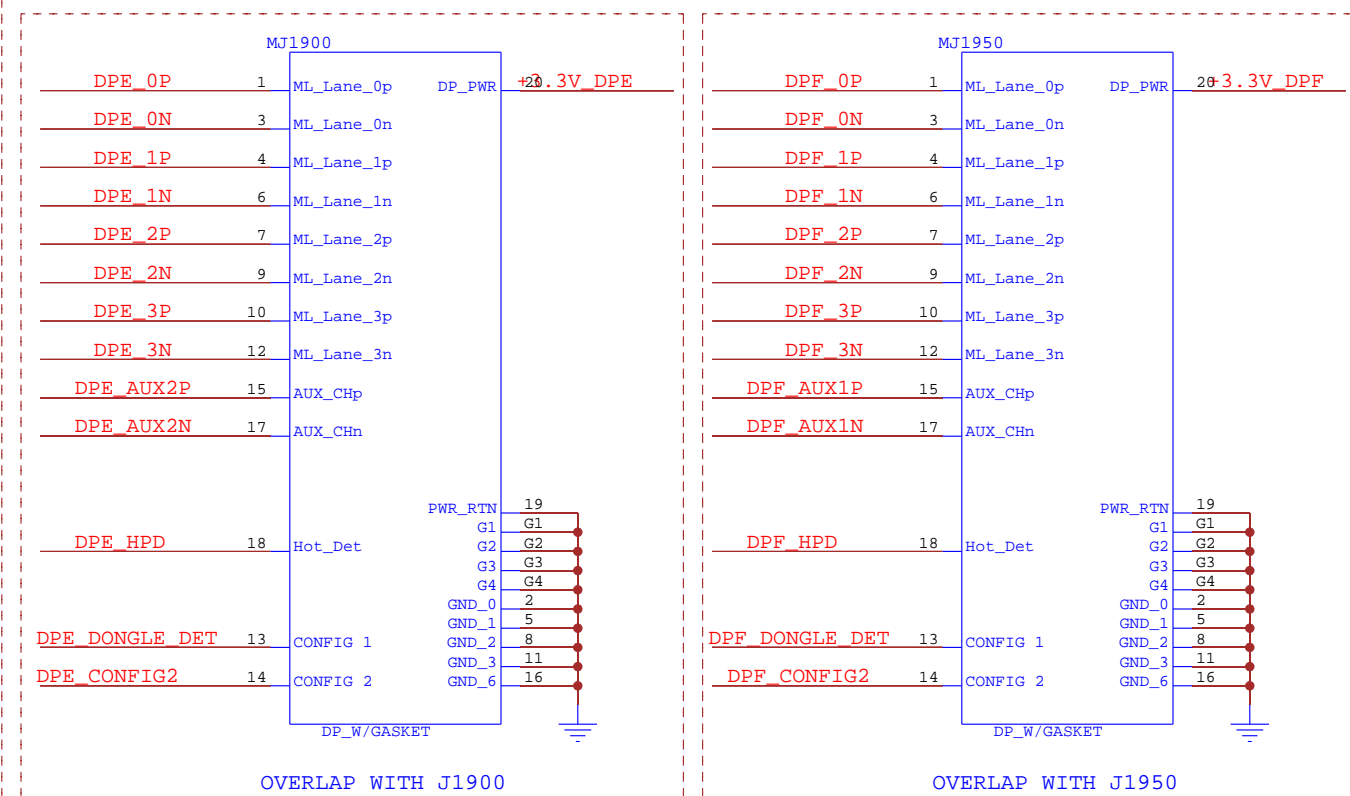 MJ1900
DPE_0P 1 ML_Lane_0p DP_PWR 20 +3.3V_DPE
DPE_0N 3 ML_Lane_0n
DPE_1P 4 ML_Lane_1p
DPE_1N 6 ML_Lane_1n
DPE_2P 7 ML_Lane_2p
DPE_2N 9 ML_Lane_2n
DPE_3P 10 ML_Lane_3p
DPE_3N 12 ML_Lane_3n
DPE_AUX2P 15 AUX_CHp
DPE_AUX2N 17 AUX_CHn
PWR_RTN 19
G1 G1
DPE_HPD 18 Hot_Det G2 G2
G3 G3
G4 G4
GND_0 2
GND_1 5
DPE_DONGLE_DET 13 CONFIG 1 GND_2 8
GND_3 11
DPE_CONFIG2 14 CONFIG 2 GND_6 16
DP_W/GASKET
OVERLAP WITH J1900
MJ1950
DPF_0P 1 ML_Lane_0p DP_PWR 20 +3.3V_DPF
DPF_0N 3 ML_Lane_0n
DPF_1P 4 ML_Lane_1p
DPF_1N 6 ML_Lane_1n
DPF_2P 7 ML_Lane_2p
DPF_2N 9 ML_Lane_2n
DPF_3P 10 ML_Lane_3p
DPF_3N 12 ML_Lane_3n
DPF_AUX1P 15 AUX_CHp
DPF_AUX1N 17 AUX_CHn
PWR_RTN 19
G1 G1
DPF_HPD 18 Hot_Det G2 G2
G3 G3
G4 G4
GND_0 2
GND_1 5
DPF_DONGLE_DET 13 CONFIG 1 GND_2 8
GND_3 11
DPF_CONFIG2 14 CONFIG 2 GND_6 16
DP_W/GASKET
OVERLAP WITH J1950